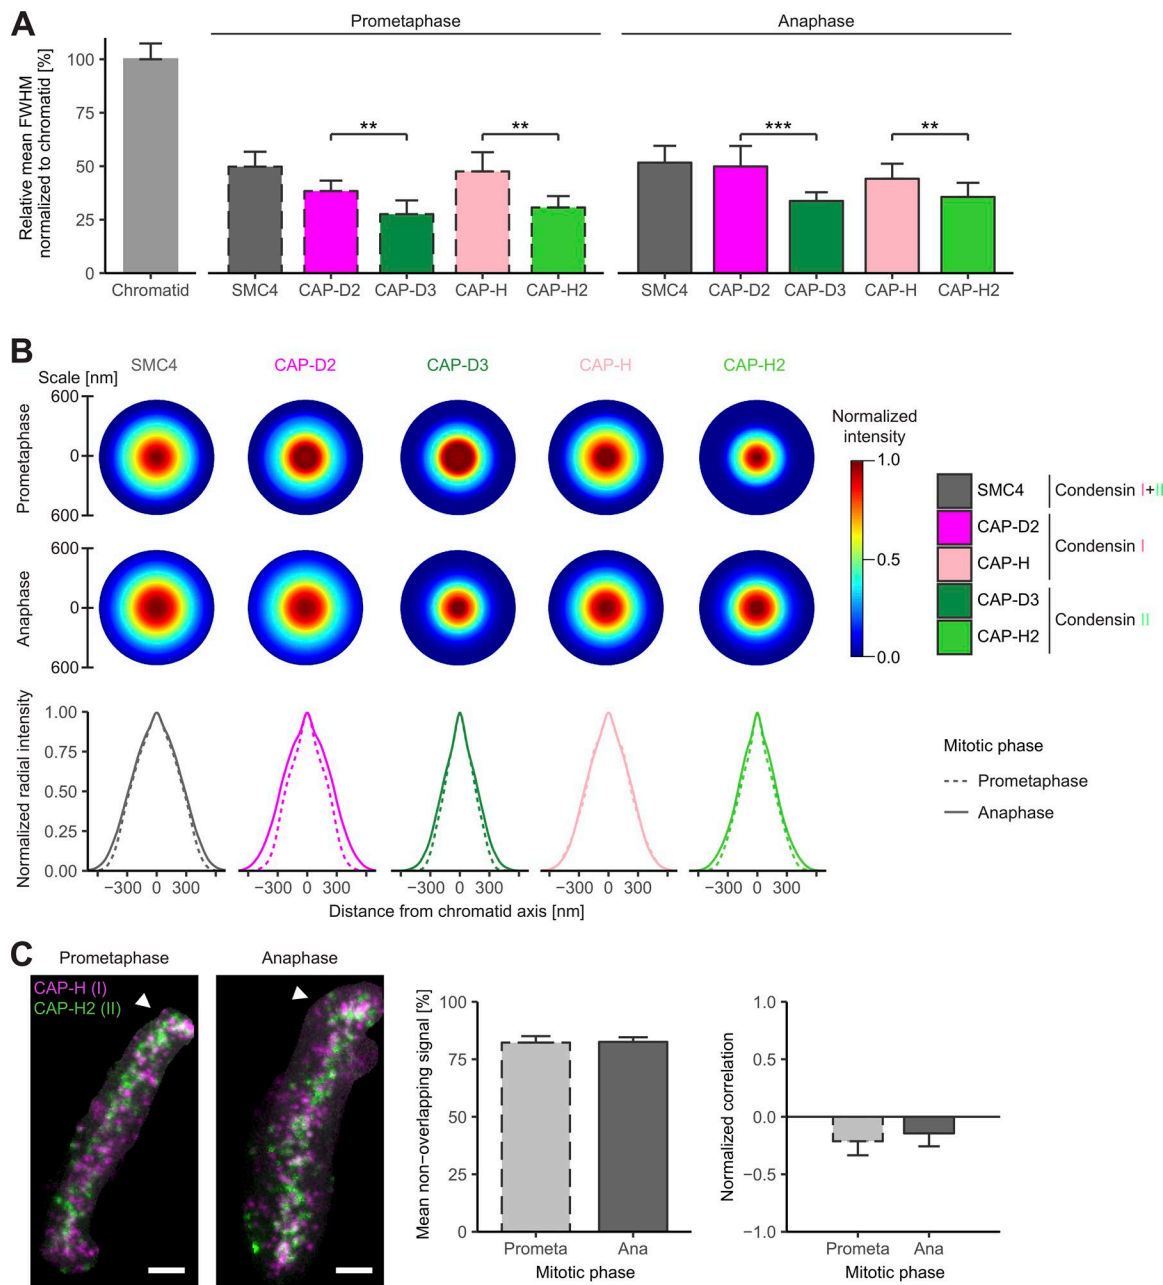 A
Prometaphase
Anaphase
Relative mean FWHM
normalized to chromatid [%]
100
75
50
25
0
**
**
***
**
Chromatid
SMC4
CAP-D2
CAP-D3
CAP-H
CAP-H2
SMC4
CAP-D2
CAP-D3
CAP-H
CAP-H2
B
SMC4
CAP-D2
CAP-D3
CAP-H
CAP-H2
Scale [nm]
600
0
600
Prometaphase
600
0
600
Anaphase
Normalized
intensity
1.0
0.5
0.0
SMC4
CAP-D2
CAP-H
CAP-D3
CAP-H2
Condensin I+II
Condensin I
Condensin II
Normalized radial intensity
1.00
0.75
0.50
0.25
0.00
−300 0 300
−300 0 300
−300 0 300
−300 0 300
−300 0 300
Distance from chromatid axis [nm]
Mitotic phase
Prometaphase
Anaphase
C
Prometaphase
Anaphase
CAP-H (I)
CAP-H2 (II)
Mean non−overlapping signal [%]
100
75
50
25
0
Prometa
Ana
Mitotic phase
Normalized correlation
1.0
0.5
0.0
−0.5
−1.0
Prometa
Ana
Mitotic phase